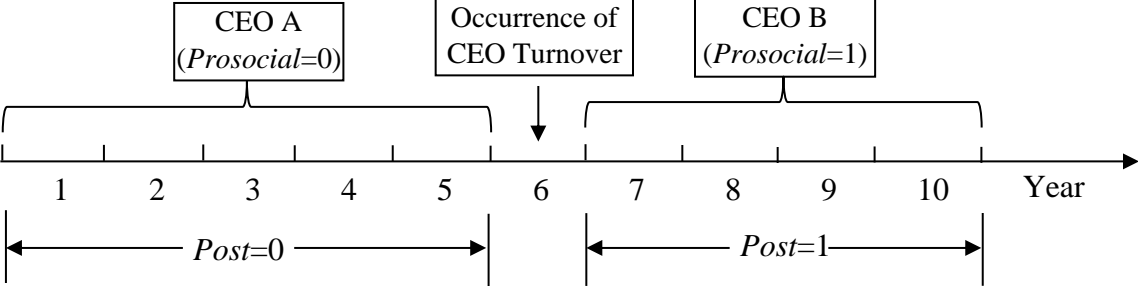 CEO A
(Prosocial=0)
Occurrence of
CEO Turnover
CEO B
(Prosocial=1)
1 2 3 4 5 6 7 8 9 10 Year
Post=0
Post=1